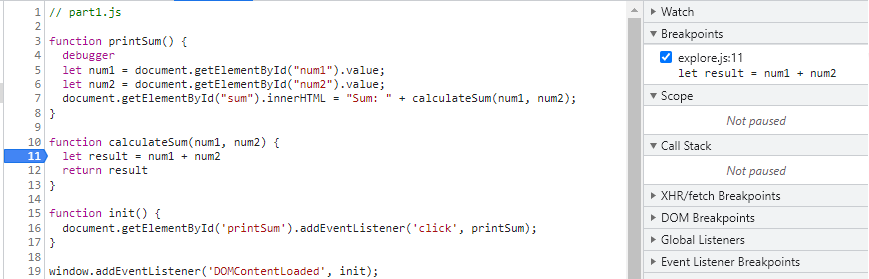 1 // part1.js
2
3 function printSum() {
4   debugger
5   let num1 = document.getElementById("num1").value;
6   let num2 = document.getElementById("num2").value;
7   document.getElementById("sum").innerHTML = "Sum: " + calculateSum(num1, num2);
8 }
9
10 function calculateSum(num1, num2) {
11   let result = num1 + num2
12   return result
13 }
14
15 function init() {
16   document.getElementById('printSum').addEventListener('click', printSum);
17 }
18
19 window.addEventListener('DOMContentLoaded', init);
Watch
Breakpoints
explore.js:11
let result = num1 + num2
Scope
Not paused
Call Stack
Not paused
XHR/fetch Breakpoints
DOM Breakpoints
Global Listeners
Event Listener Breakpoints